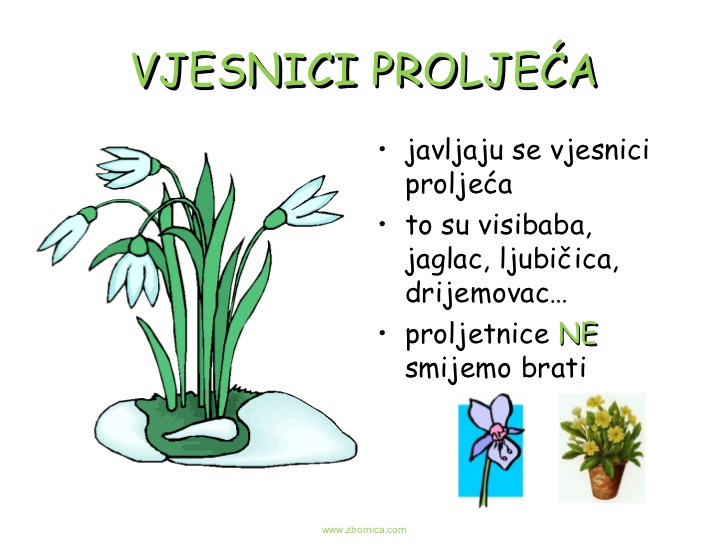 VJESNICI PROLJEĆA
• javljaju se vjesnici
proljeća
• to su visibaba,
jaglac, ljubičica,
drijemovac…
• proljetnice NE
smijemo brati
www.zbornica.com